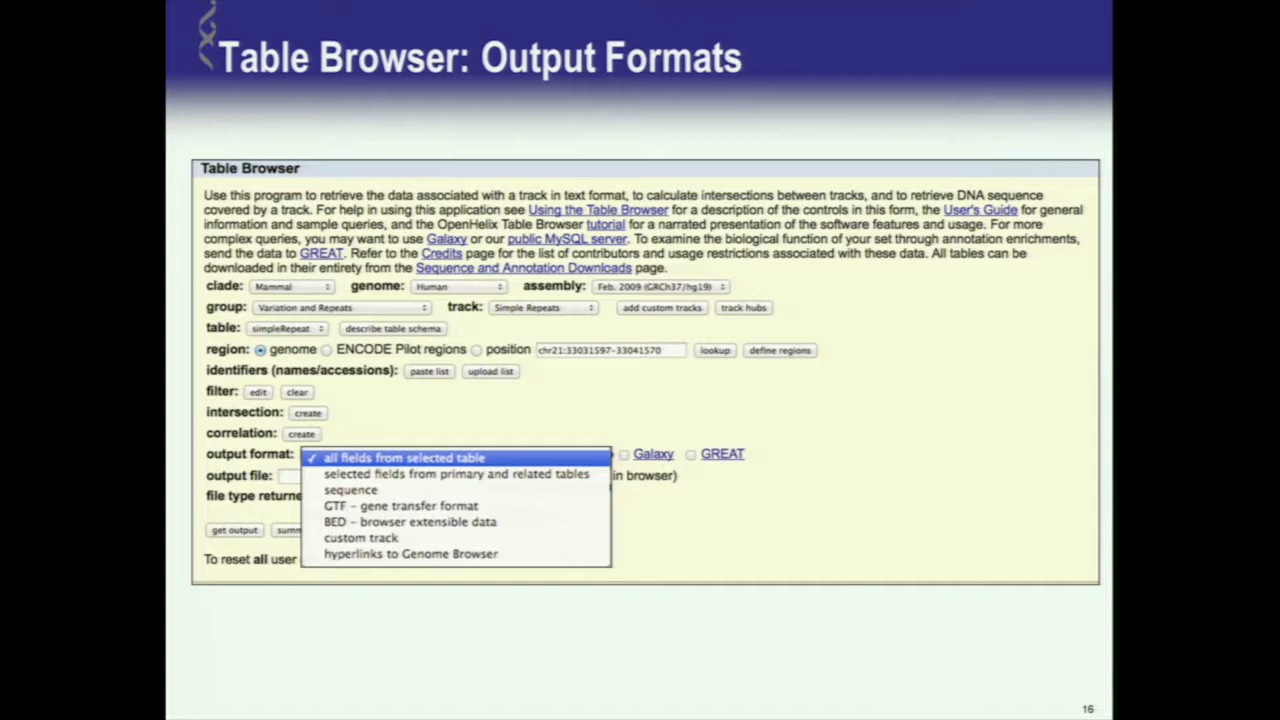 Table Browser: Output Formats
Table Browser
Use this program to retrieve the data associated with a track in text format, to calculate intersections between tracks, and to retrieve DNA sequence
covered by a track. For help in using this application see Using the Table Browser for a description of the controls in this form, the User's Guide for general
information and sample queries, and the OpenHelix Table Browser tutorial for a narrated presentation of the software features and usage. For more
complex queries, you may want to use Galaxy or our public MySQL server. To examine the biological function of your set through annotation enrichments,
send the data to GREAT. Refer to the Credits page for the list of contributors and usage restrictions associated with these data. All tables can be
downloaded in their entirety from the Sequence and Annotation Downloads page.
clade: Mammal genome: Human assembly: Feb. 2009 (GRCh37/hg19)
group: Variation and Repeats track: Simple Repeats add custom tracks track hubs
table: simpleRepeat describe table schema
region: genome ENCODE Pilot regions position chr21:33031597-33041570 lookup define regions
identifiers (names/accessions): paste list upload list
filter: edit clear
intersection: create
correlation: create
output format: ✓ all fields from selected table Galaxy GREAT
selected fields from primary and related tables
output file: in browser)
sequence
file type returne
GTF – gene transfer format
BED – browser extensible data
get output summ
custom track
hyperlinks to Genome Browser
To reset all user
16